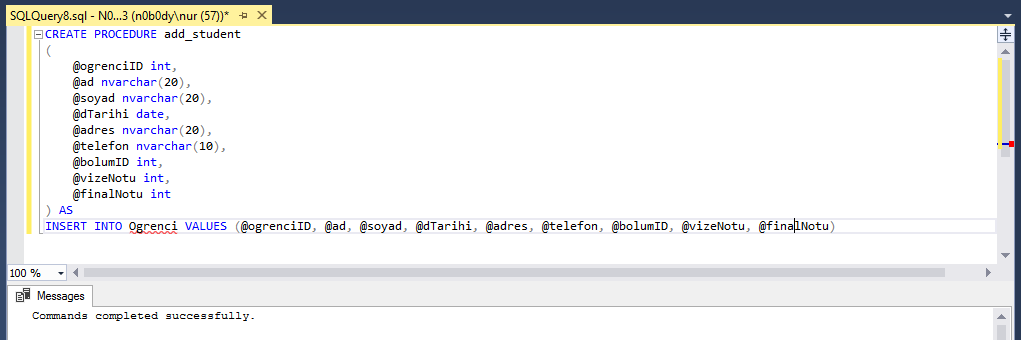 SQLQuery8.sql - N0...3 (n0b0dy\nur (57))*
CREATE PROCEDURE add_student
(
@ogrenciID int,
@ad nvarchar(20),
@soyad nvarchar(20),
@dTarihi date,
@adres nvarchar(20),
@telefon nvarchar(10),
@bolumID int,
@vizeNotu int,
@finalNotu int
) AS
INSERT INTO Ogrenci VALUES (@ogrenciID, @ad, @soyad, @dTarihi, @adres, @telefon, @bolumID, @vizeNotu, @finalNotu)
100 %
Messages
Commands completed successfully.